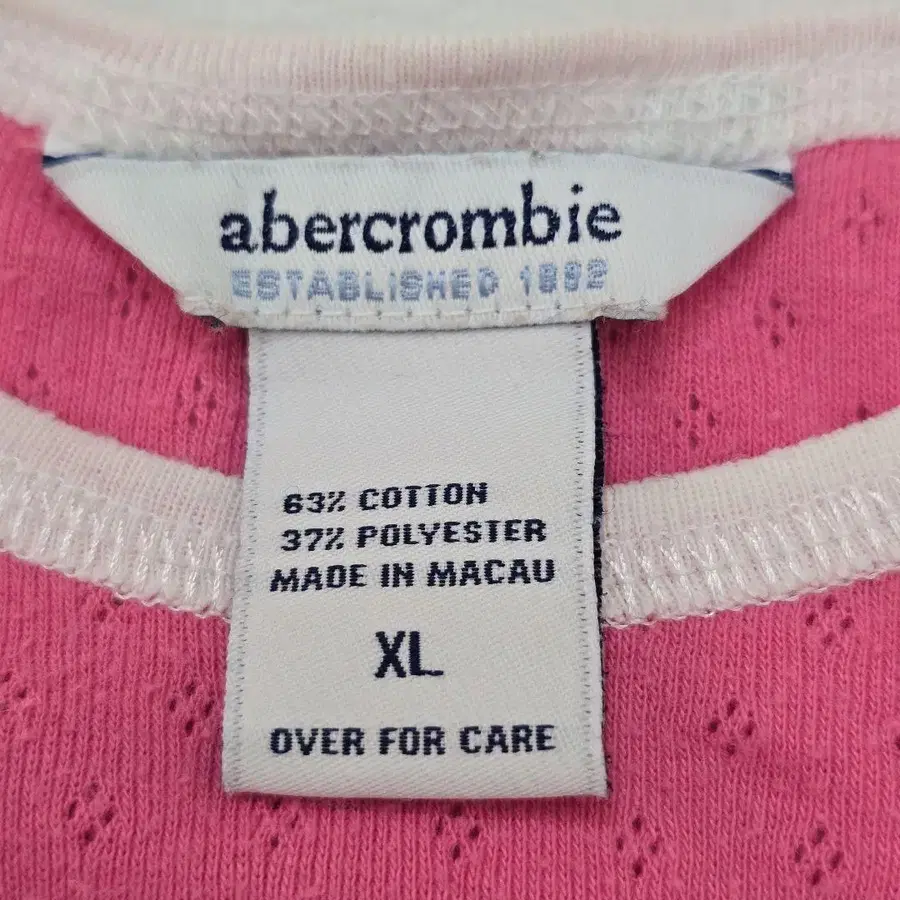 abercrombie
ESTABLISHED 1892
63% COTTON
37% POLYESTER
MADE IN MACAU
XL
OVER FOR CARE